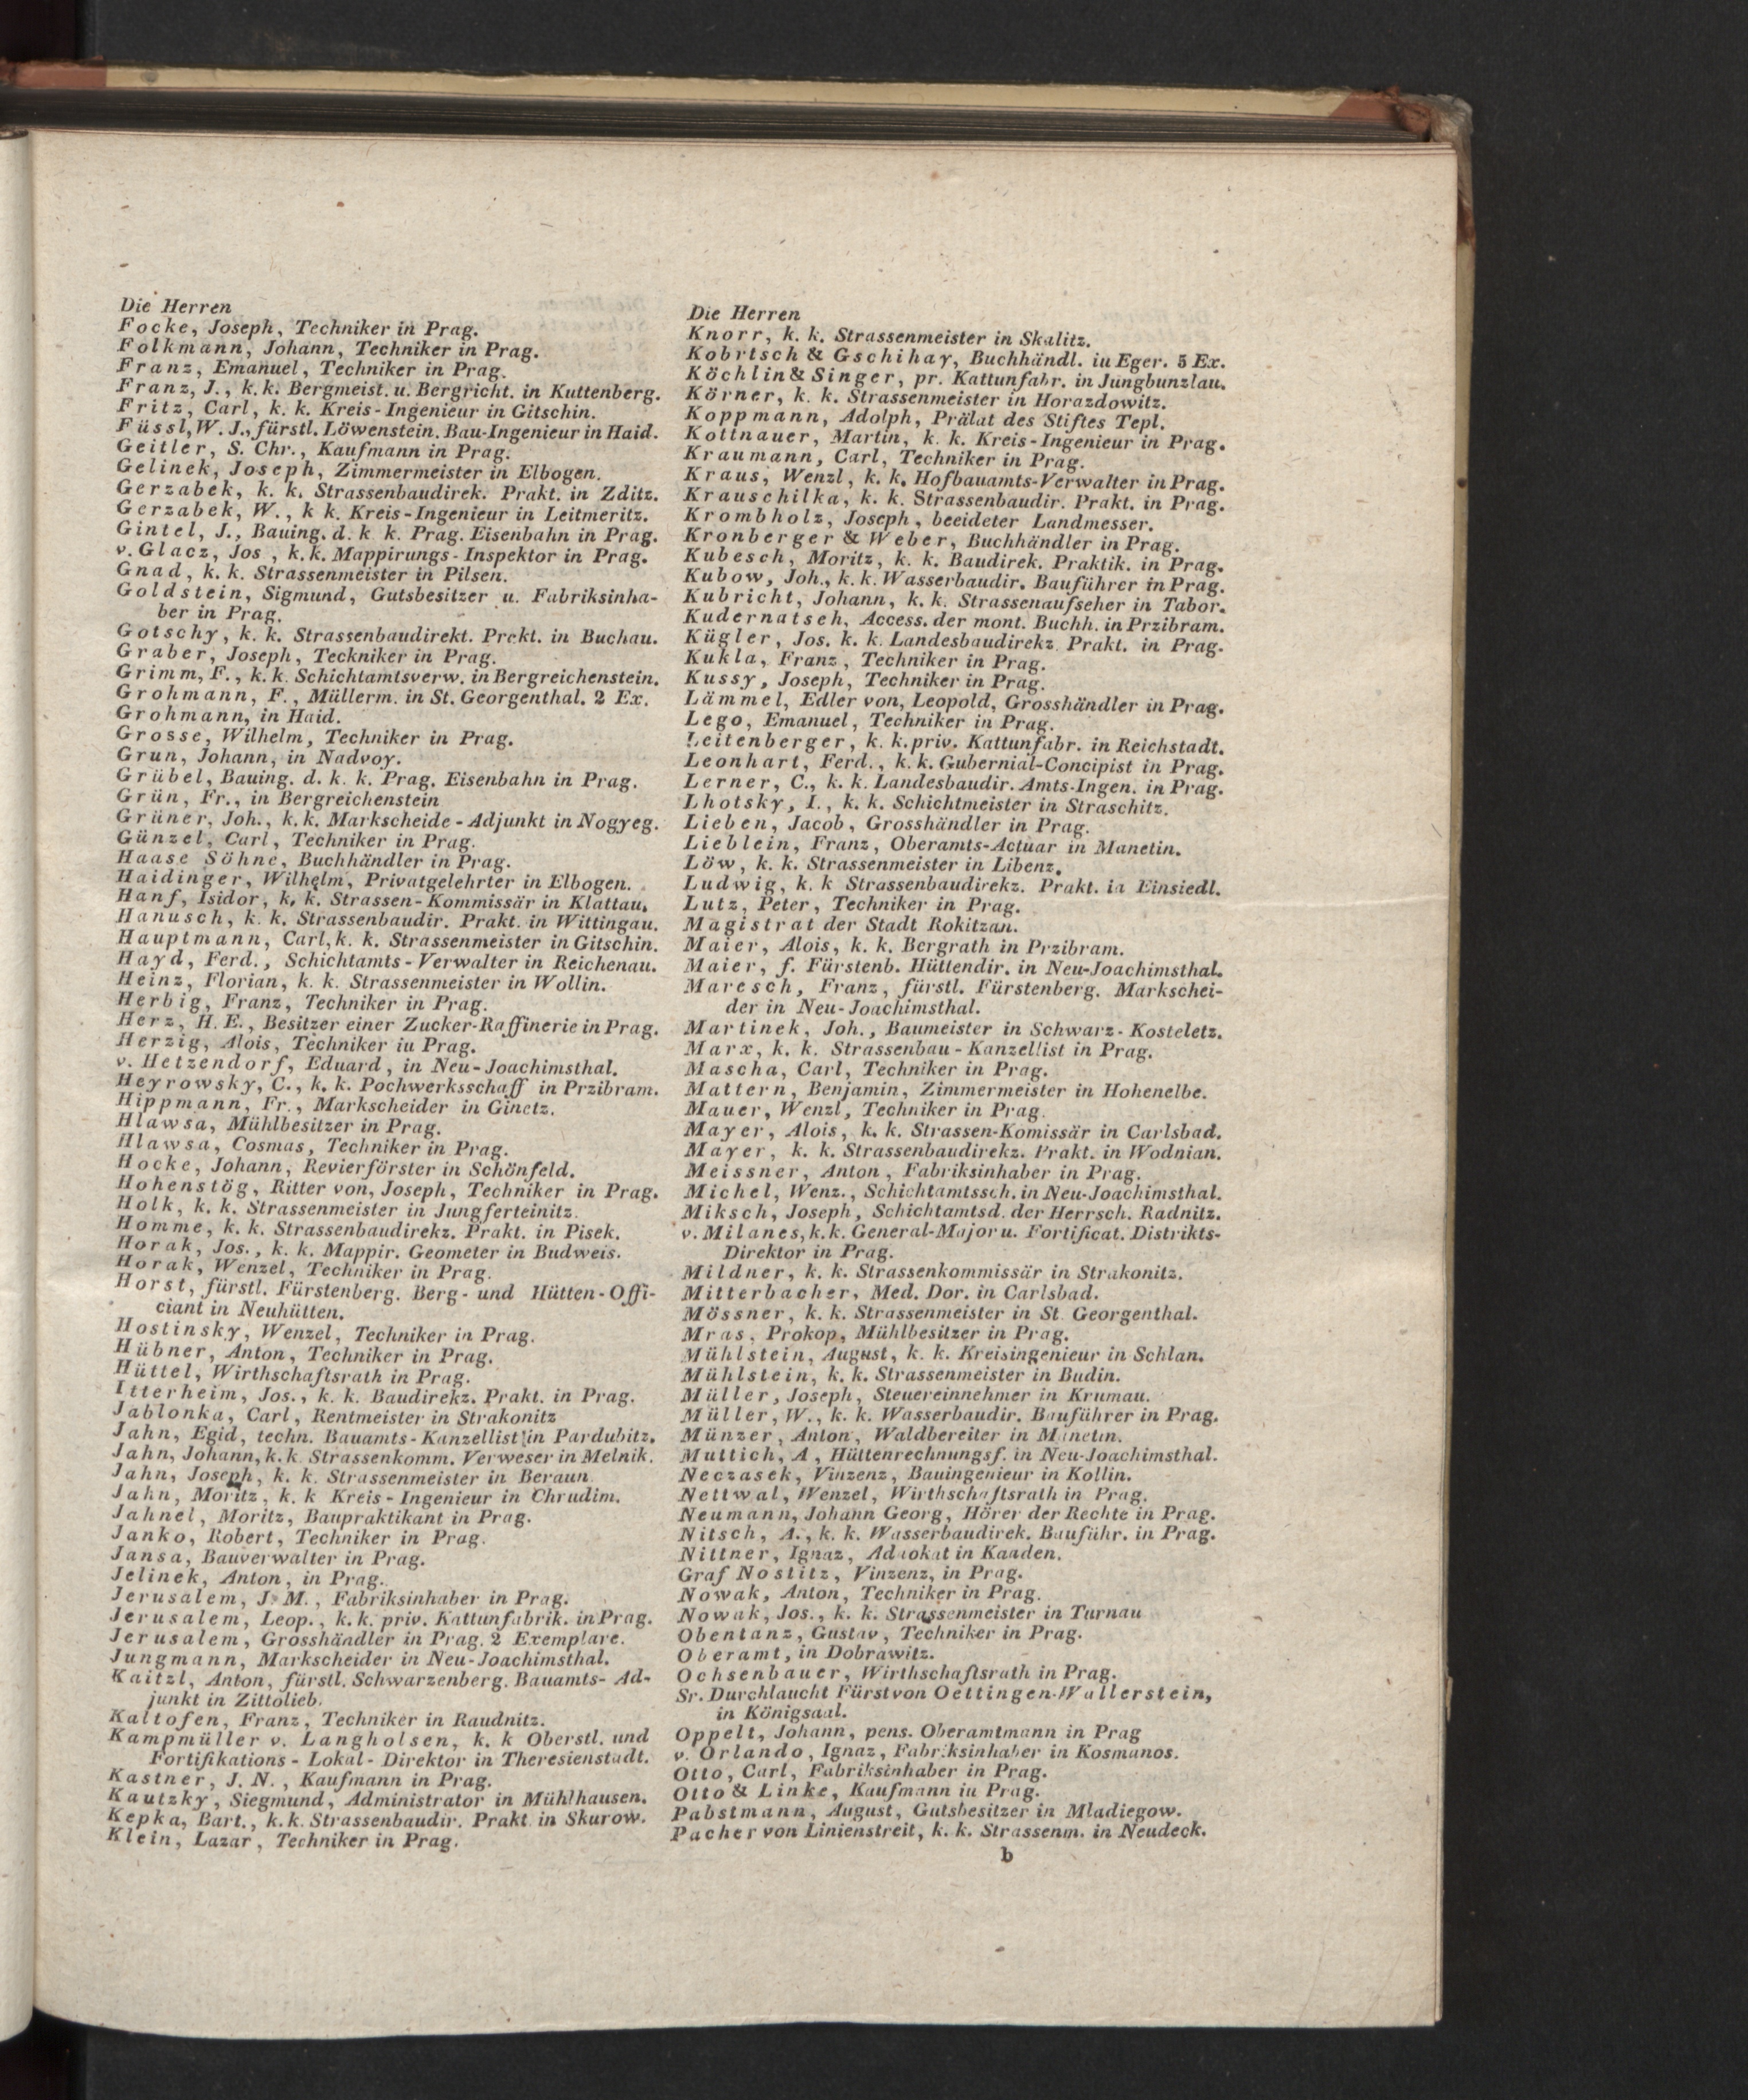 Die Herren
Focke, Joseph, Techniker in Prag.
Folkmann, Johann, Techniker in Prag.
Franz, Emanuel, Techniker in Prag.
Franz, J., k. k. Bergmeist. u. Bergricht. in Kuttenberg.
Fritz, Carl, k. k. Kreis-Ingenieur in Gitschin.
Füssl, W. J., fürstl. Löwenstein. Bau-Ingenieur in Haid.
Geitler, S. Chr., Kaufmann in Prag.
Gelinek, Joseph, Zimmermeister in Elbogen.
Gerzabek, k. k. Strassenbaudirek. Prakt. in Zditz.
Gerzabek, W., k k. Kreis-Ingenieur in Leitmeritz.
Gintel, J., Bauing. d. k k. Prag. Eisenbahn in Prag.
v. Glacz, Jos , k. k. Mappirungs-Inspektor in Prag.
Gnad, k. k. Strassenmeister in Pilsen.
Goldstein, Sigmund, Gutsbesitzer u. Fabriksinha-
ber in Prag.
Gotschy, k. k. Strassenbaudirekt. Prckt. in Buchau.
Graber, Joseph, Teckniker in Prag.
Grimm, F., k. k. Schichtamtsverw. in Bergreichenstein.
Grohmann, F., Müllerm. in St. Georgenthal. 2 Ex.
Grohmann, in Haid.
Grosse, Wilhelm, Techniker in Prag.
Grun, Johann, in Nadvoy.
Grübel, Bauing. d. k. k. Prag. Eisenbahn in Prag.
Grün, Fr., in Bergreichenstein
Grüner, Joh., k. k. Markscheide-Adjunkt in Nogyeg.
Günzel, Carl, Techniker in Prag.
Haase Söhne, Buchhändler in Prag.
Haidinger, Wilhelm, Privatgelehrter in Elbogen.
Hanf, Isidor, k. k. Strassen-Kommissär in Klattau.
Hanusch, k. k. Strassenbaudir. Prakt. in Wittingau.
Hauptmann, Carl, k. k. Strassenmeister in Gitschin.
Hayd, Ferd., Schichtamts-Verwalter in Reichenau.
Heinz, Florian, k. k. Strassenmeister in Wollin.
Herbig, Franz, Techniker in Prag.
Herz, H. E., Besitzer einer Zucker-Raffinerie in Prag.
Herzig, Alois, Techniker iu Prag.
v. Hetzendorf, Eduard, in Neu-Joachimsthal.
Heyrowsky, C., k. k. Pochwerksschaff in Przibram.
Hippmann, Fr., Markscheider in Ginetz.
Hlawsa, Mühlbesitzer in Prag.
Hlawsa, Cosmas, Techniker in Prag.
Hocke, Johann, Revierförster in Schönfeld.
Hohenstög, Ritter von, Joseph, Techniker in Prag.
Holk, k. k. Strassenmeister in Jungferteinitz.
Homme, k. k. Strassenbaudirekz. Prakt. in Pisek.
Horak, Jos., k. k. Mappir. Geometer in Budweis.
Horak, Wenzel, Techniker in Prag.
Horst, fürstl. Fürstenberg. Berg- und Hütten-Offi-
ciant in Neuhütten.
Hostinsky, Wenzel, Techniker in Prag.
Hübner, Anton, Techniker in Prag.
Hüttel, Wirthschaftsrath in Prag.
Itterheim, Jos., k. k. Baudirekz. Prakt. in Prag.
Jablonka, Carl, Rentmeister in Strakonitz
Jahn, Egid, techn. Bauamts-Kanzellist in Pardubitz.
Jahn, Johann, k. k Strassenkomm. Verweser in Melnik.
Jahn, Joseph, k. k. Strassenmeister in Beraun
Jahn, Moritz, k. k Kreis-Ingenieur in Chrudim.
Jahnel, Moritz, Baupraktikant in Prag.
Janko, Robert, Techniker in Prag.
Jansa, Bauverwalter in Prag.
Jelinek, Anton, in Prag.
Jerusalem, J. M., Fabriksinhaber in Prag.
Jerusalem, Leop., k. k. priv. Kattunfabrik. in Prag.
Jerusalem, Grosshändler in Prag. 2 Exemplare.
Jungmann, Markscheider in Neu-Joachimsthal.
Kaitzl, Anton, fürstl. Schwarzenberg. Bauamts-Ad-
junkt in Zittolieb.
Kaltofen, Franz, Techniker in Raudnitz.
Kampmüller v. Langholsen, k. k Oberstl. und
Fortifikations-Lokal-Direktor in Theresienstadt.
Kastner, J. N., Kaufmann in Prag.
Kautzky, Siegmund, Administrator in Mühlhausen.
Kepka, Bart., k. k. Strassenbaudir. Prakt in Skurow.
Klein, Lazar, Techniker in Prag.
Die Herren
Knorr, k. k. Strassenmeister in Skalitz.
Kobrtsch & Gschihay, Buchhändl. iu Eger. 5 Ex.
Köchlin & Singer, pr. Kattunfabr. in Jungbunzlau.
Körner, k. k. Strassenmeister in Horazdowitz.
Koppmann, Adolph, Prälat des Stiftes Tepl.
Kottnauer, Martin, k. k. Kreis-Ingenieur in Prag.
Kraumann, Carl, Techniker in Prag.
Kraus, Wenzl, k. k. Hofbauamts-Verwalter in Prag.
Krauschilka, k. k. Strassenbaudir. Prakt. in Prag.
Krombholz, Joseph, beeideter Landmesser.
Kronberger & Weber, Buchhändler in Prag.
Kubesch, Moritz, k. k. Baudirek. Praktik. in Prag.
Kubow, Joh., k. k. Wasserbaudir. Bauführer in Prag.
Kubricht, Johann, k. k. Strassenaufseher in Tabor.
Kudernatsch, Access. der mont. Buchh. in Przibram.
Kügler, Jos. k. k. Landesbaudirekz Prakt. in Prag.
Kukla, Franz, Techniker in Prag.
Kussy, Joseph, Techniker in Prag.
Lämmel, Edler von, Leopold, Grosshändler in Prag.
Lego, Emanuel, Techniker in Prag.
Leitenberger, k. k. priv. Kattunfabr. in Reichstadt.
Leonhart, Ferd., k. k. Gubernial-Concipist in Prag.
Lerner, C., k. k. Landesbaudir. Amts-Ingen. in Prag.
Lhotsky, I., k. k. Schichtmeister in Straschitz.
Lieben, Jacob, Grosshändler in Prag.
Lieblein, Franz, Oberamts-Actuar in Manetin.
Löw, k. k. Strassenmeister in Libenz.
Ludwig, k. k Strassenbaudirekz. Prakt. in Einsiedl.
Lutz, Peter, Techniker in Prag.
Magistrat der Stadt Rokitzan.
Maier, Alois, k. k. Bergrath in Przibram.
Maier, f. Fürstenb. Hüttendir. in Neu-Joachimsthal.
Maresch, Franz, fürstl. Fürstenberg. Markschei-
der in Neu-Joachimsthal.
Martinek, Joh., Baumeister in Schwarz-Kosteletz.
Marx, k. k. Strassenbau-Kanzellist in Prag.
Mascha, Carl, Techniker in Prag.
Mattern, Benjamin, Zimmermeister in Hohenelbe.
Mauer, Wenzl, Techniker in Prag.
Mayer, Alois, k. k. Strassen-Komissär in Carlsbad.
Mayer, k. k. Strassenbaudirekz. Prakt. in Wodnian.
Meissner, Anton, Fabriksinhaber in Prag.
Michel, Wenz., Schichtamtssch. in Neu-Joachimsthal.
Miksch, Joseph, Schichtamtsd. der Herrsch. Radnitz.
v. Milanes, k. k. General-Major u. Fortificat. Distrikts-
Direktor in Prag.
Mildner, k. k. Strassenkommissär in Strakonitz.
Mitterbacher, Med. Dor. in Carlsbad.
Mössner, k. k. Strassenmeister in St. Georgenthal.
Mras, Prokop, Mühlbesitzer in Prag.
Mühlstein, August, k. k. Kreisingenieur in Schlan.
Mühlstein, k. k. Strassenmeister in Budin.
Müller, Joseph, Steuereinnehmer in Krumau.
Müller, W., k. k. Wasserbaudir. Bauführer in Prag.
Münzer, Anton, Waldbereiter in Manetin.
Muttich, A , Hüttenrechnungsf. in Neu-Joachimsthal.
Neczasek, Vinzenz, Bauingenieur in Kollin.
Nettwal, Wenzel, Wirthschaftsrath in Prag.
Neumann, Johann Georg, Hörer der Rechte in Prag.
Nitsch, A., k. k. Wasserbaudirek. Bauführ. in Prag.
Nittner, Ignaz, Advokat in Kaaden.
Graf Nostitz, Vinzenz, in Prag.
Nowak, Anton, Techniker in Prag.
Nowak, Jos., k. k. Strassenmeister in Turnau
Obentanz, Gustav, Techniker in Prag.
Oberamt, in Dobrawitz.
Ochsenbauer, Wirthschaftsrath in Prag.
Sr. Durchlaucht Fürst von Oettingen-Wallerstein,
in Königsaal.
Oppelt, Johann, pens. Oberamtmann in Prag
v. Orlando, Ignaz, Fabriksinhaber in Kosmanos.
Otto, Carl, Fabriksinhaber in Prag.
Otto & Linke, Kaufmann iu Prag.
Pabstmann, August, Gutsbesitzer in Mladiegow.
Pacher von Linienstreit, k. k. Strassenm. in Neudeck.
b